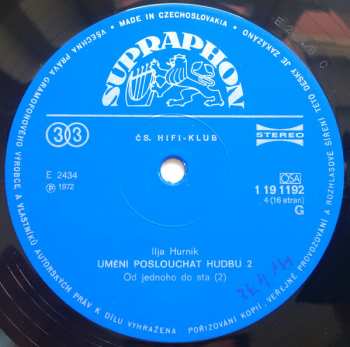 • MADE IN CZECHOSLOVAKIA •
VŠECHNA PRÁVA GRAMOFONOVÉHO VÝROBCE A VLASTNÍKŮ AUTORSKÝCH PRÁV K DÍLU VYHRAŽENA
POŘIZOVÁNÍ KOPIÍ, VEŘEJNÉ PROVOZOVÁNÍ A ROZHLASOVÉ ŠÍŘENÍ TÉTO DESKY JE ZAKÁZÁNO
SUPRAPHON
ČS. HIFI-KLUB
33
STEREO
E 2434
℗ 1972
OSA
1 19 1192
4 (16 stran)
G
Ilja Hurník
UMĚNÍ POSLOUCHAT HUDBU 2
Od jednoho do sta (2)